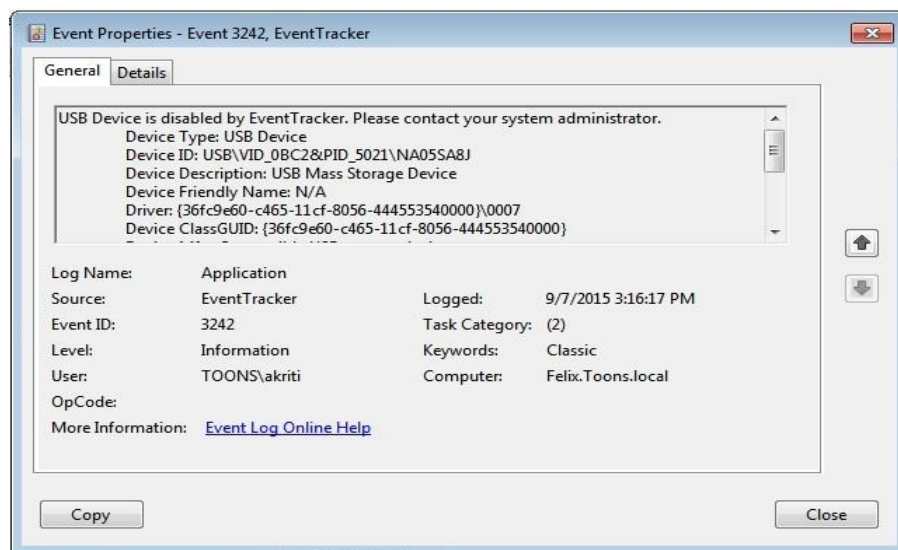 Event Properties - Event 3242, EventTracker
General Details
USB Device is disabled by EventTracker. Please contact your system administrator.
Device Type: USB Device
Device ID: USB\VID_0BC2&PID_5021\NA05SA8J
Device Description: USB Mass Storage Device
Device Friendly Name: N/A
Driver: {36fc9e60-c465-11cf-8056-444553540000}\0007
Device ClassGUID: {36fc9e60-c465-11cf-8056-444553540000}
Log Name: Application
Source: EventTracker Logged: 9/7/2015 3:16:17 PM
Event ID: 3242 Task Category: (2)
Level: Information Keywords: Classic
User: TOONS\akriti Computer: Felix.Toons.local
OpCode:
More Information: Event Log Online Help
Copy Close